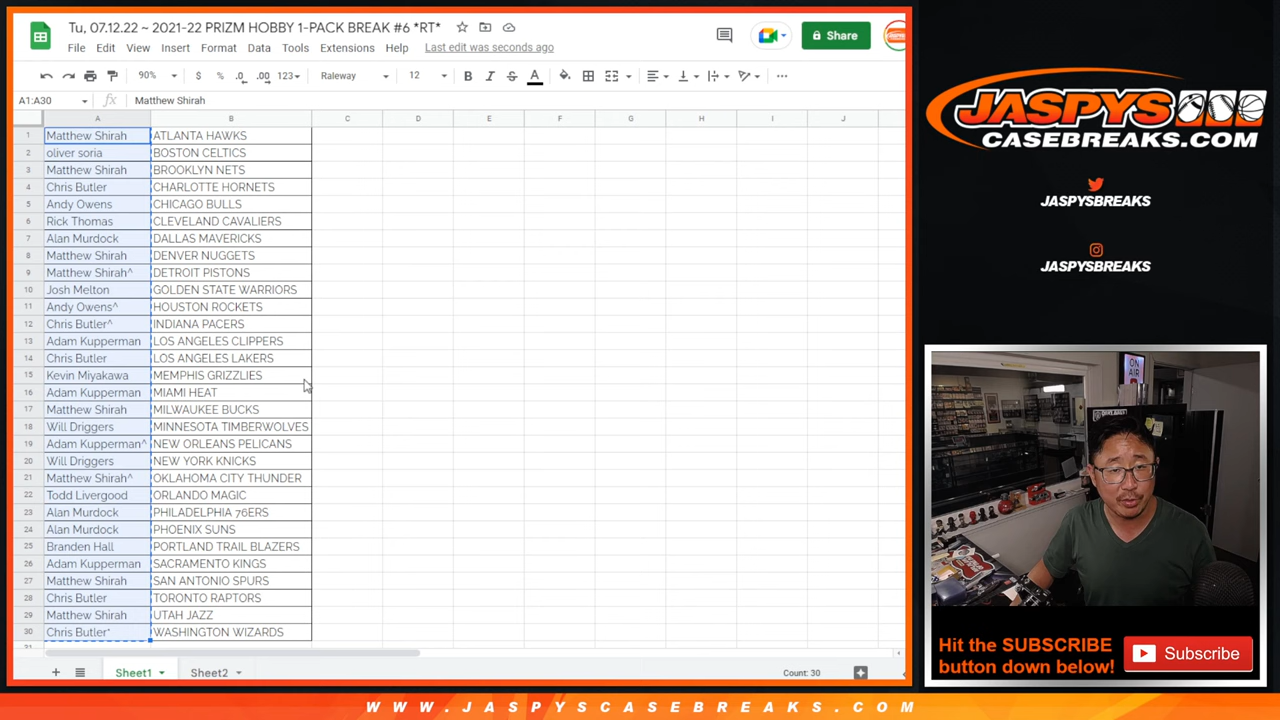 Tu, 07.12.22 ~ 2021-22 PRIZM HOBBY 1-PACK BREAK #6 *RT*
File Edit View Insert Format Data Tools Extensions Help Last edit was seconds ago
Share
90% $ % .0 .00 123 Raleway 12 B I S A
A1:A30 fx Matthew Shirah
A B C D E F G H I J
1 Matthew Shirah ATLANTA HAWKS
2 oliver soria BOSTON CELTICS
3 Matthew Shirah BROOKLYN NETS
4 Chris Butler CHARLOTTE HORNETS
5 Andy Owens CHICAGO BULLS
6 Rick Thomas CLEVELAND CAVALIERS
7 Alan Murdock DALLAS MAVERICKS
8 Matthew Shirah DENVER NUGGETS
9 Matthew Shirah^ DETROIT PISTONS
10 Josh Melton GOLDEN STATE WARRIORS
11 Andy Owens^ HOUSTON ROCKETS
12 Chris Butler^ INDIANA PACERS
13 Adam Kupperman LOS ANGELES CLIPPERS
14 Chris Butler LOS ANGELES LAKERS
15 Kevin Miyakawa MEMPHIS GRIZZLIES
16 Adam Kupperman MIAMI HEAT
17 Matthew Shirah MILWAUKEE BUCKS
18 Will Driggers MINNESOTA TIMBERWOLVES
19 Adam Kupperman^ NEW ORLEANS PELICANS
20 Will Driggers NEW YORK KNICKS
21 Matthew Shirah^ OKLAHOMA CITY THUNDER
22 Todd Livergood ORLANDO MAGIC
23 Alan Murdock PHILADELPHIA 76ERS
24 Alan Murdock PHOENIX SUNS
25 Branden Hall PORTLAND TRAIL BLAZERS
26 Adam Kupperman SACRAMENTO KINGS
27 Matthew Shirah SAN ANTONIO SPURS
28 Chris Butler TORONTO RAPTORS
29 Matthew Shirah UTAH JAZZ
30 Chris Butler* WASHINGTON WIZARDS
Sheet1 Sheet2 Count: 30
JASPYS
CASEBREAKS.COM
JASPYSBREAKS
JASPYSBREAKS
ON AIR
Hit the SUBSCRIBE
button down below!
Subscribe
WWW.JASPYSCASEBREAKS.COM